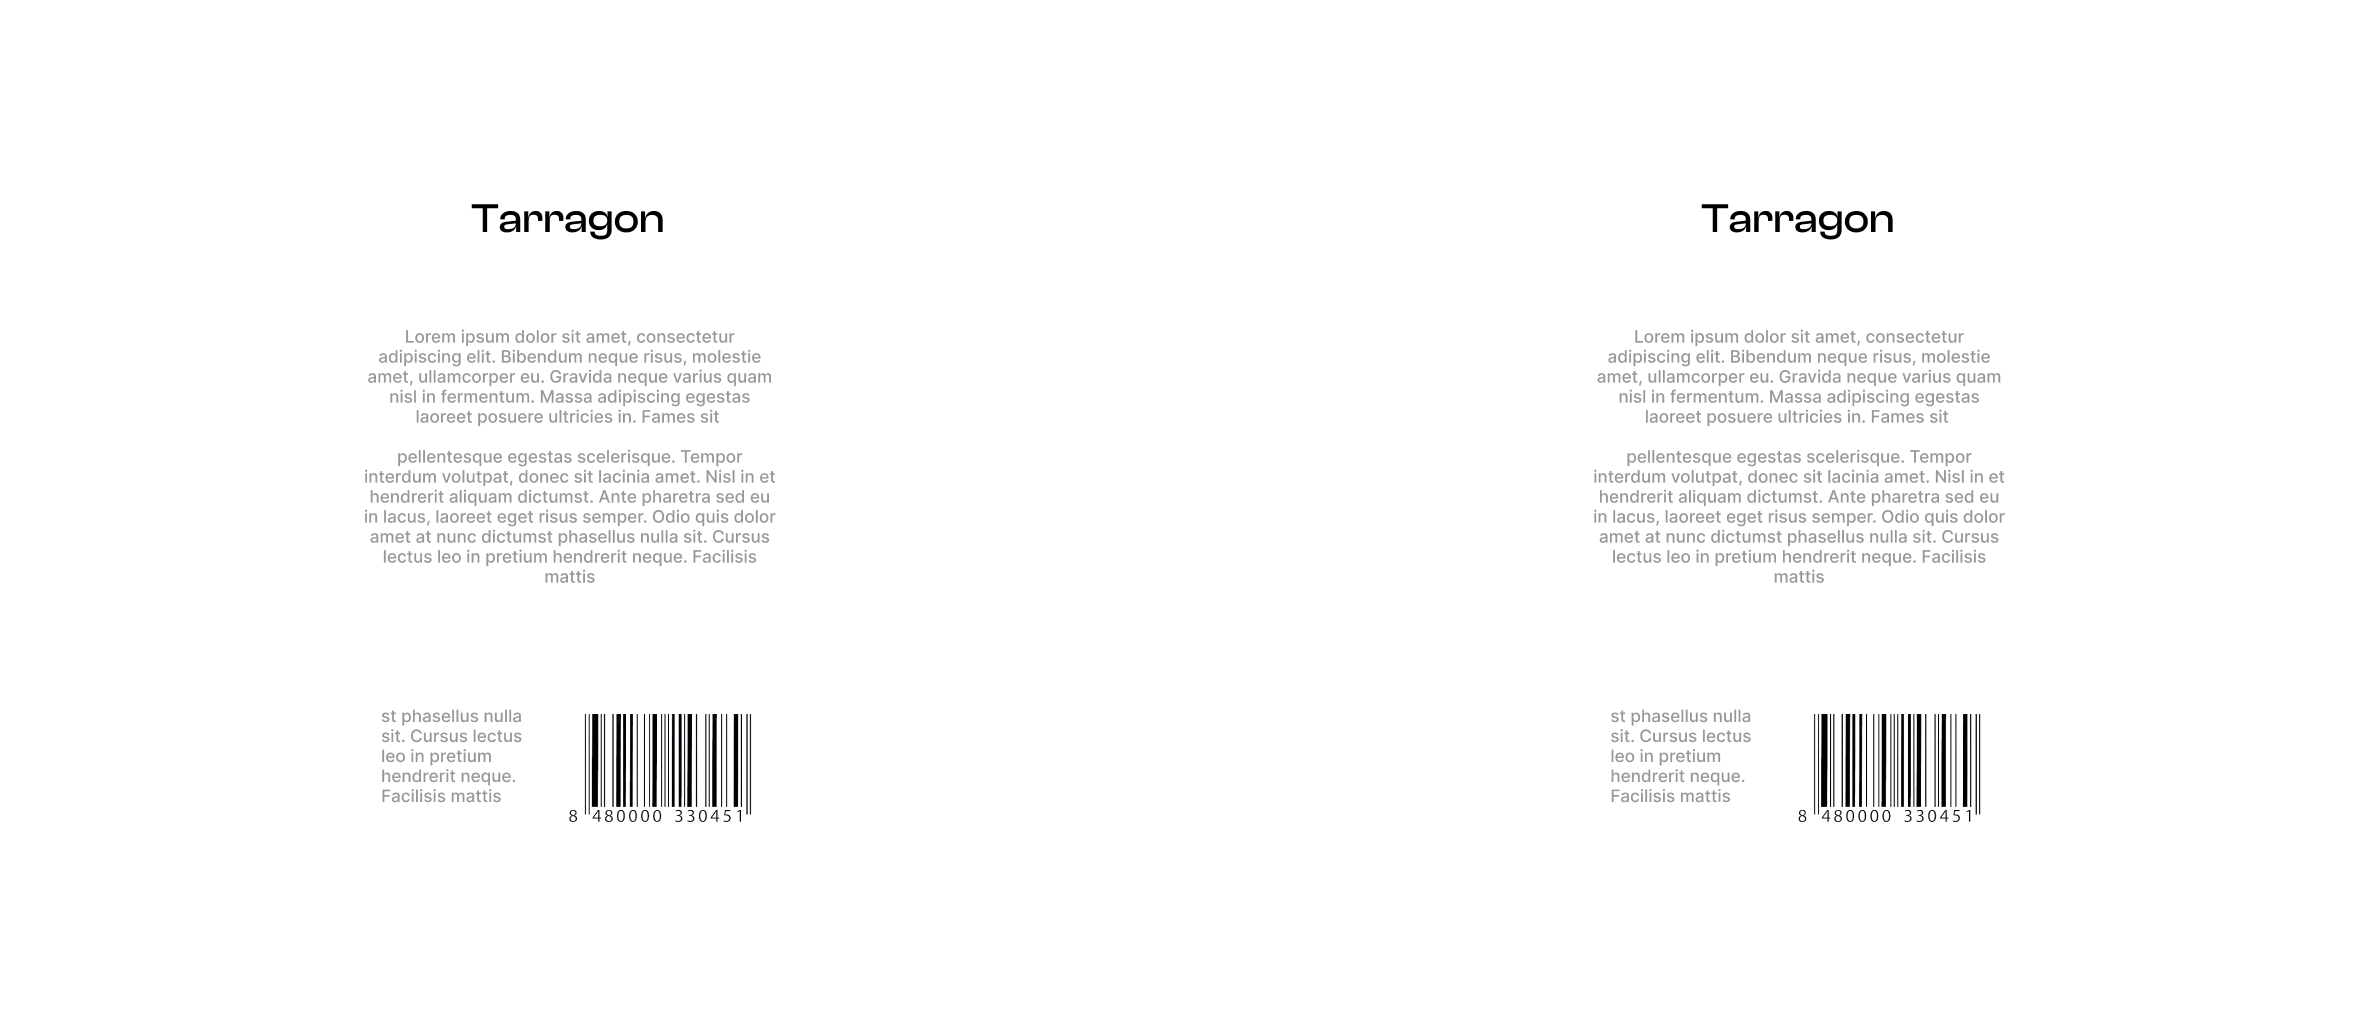 Tarragon
Lorem ipsum dolor sit amet, consectetur
adipiscing elit. Bibendum neque risus, molestie
amet, ullamcorper eu. Gravida neque varius quam
nisl in fermentum. Massa adipiscing egestas
laoreet posuere ultricies in. Fames sit
pellentesque egestas scelerisque. Tempor
interdum volutpat, donec sit lacinia amet. Nisl in et
hendrerit aliquam dictumst. Ante pharetra sed eu
in lacus, laoreet eget risus semper. Odio quis dolor
amet at nunc dictumst phasellus nulla sit. Cursus
lectus leo in pretium hendrerit neque. Facilisis
mattis
st phasellus nulla
sit. Cursus lectus
leo in pretium
hendrerit neque.
Facilisis mattis
8 480000 330451
Tarragon
Lorem ipsum dolor sit amet, consectetur
adipiscing elit. Bibendum neque risus, molestie
amet, ullamcorper eu. Gravida neque varius quam
nisl in fermentum. Massa adipiscing egestas
laoreet posuere ultricies in. Fames sit
pellentesque egestas scelerisque. Tempor
interdum volutpat, donec sit lacinia amet. Nisl in et
hendrerit aliquam dictumst. Ante pharetra sed eu
in lacus, laoreet eget risus semper. Odio quis dolor
amet at nunc dictumst phasellus nulla sit. Cursus
lectus leo in pretium hendrerit neque. Facilisis
mattis
st phasellus nulla
sit. Cursus lectus
leo in pretium
hendrerit neque.
Facilisis mattis
8 480000 330451